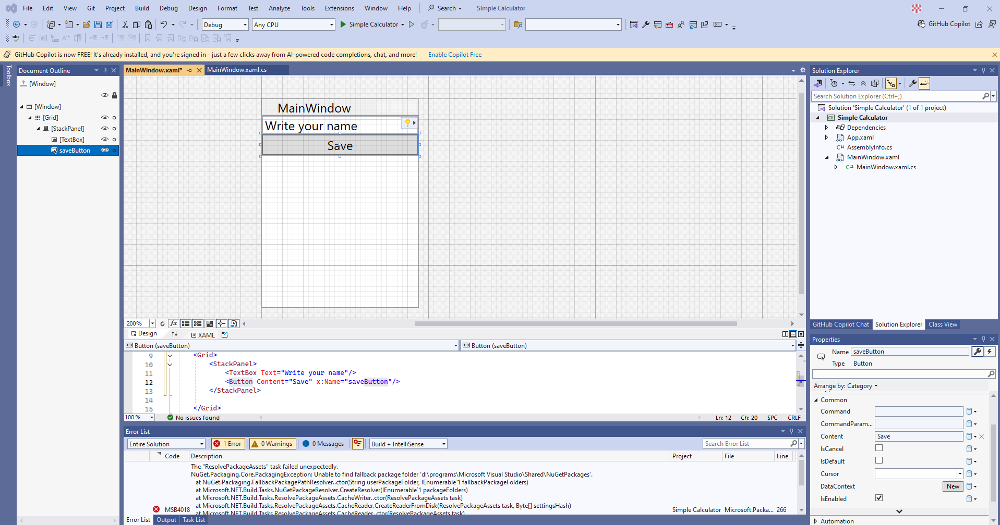 File Edit View Git Project Build Debug Design Format Test Analyze Tools Extensions Window Help Search Simple Calculator
Debug Any CPU Simple Calculator GitHub Copilot
abc
GitHub Copilot is now FREE! It's already installed, and you're signed in - just a few clicks away from AI-powered code completions, chat, and more! Enable Copilot Free
Toolbox
Document Outline
[Window]
[Window]
[Grid]
[StackPanel]
[TextBox]
saveButton
MainWindow.xaml* MainWindow.xaml.cs
MainWindow
Write your name
Save
200% fx
Design XAML
Button (saveButton) Button (saveButton)
9 <Grid>
10 <StackPanel>
11 <TextBox Text="Write your name"/>
12 <Button Content="Save" x:Name="saveButton"/>
13 </StackPanel>
14
15 </Grid>
100 % No issues found Ln: 12 Ch: 20 SPC CRLF
Error List
Entire Solution 1 Error 0 Warnings 0 Messages Build + IntelliSense Search Error List
Code Description Project File Line
The "ResolvePackageAssets" task failed unexpectedly.
NuGet.Packaging.Core.PackagingException: Unable to find fallback package folder 'd:\programs\Microsoft Visual Studio\Shared\NuGetPackages'.
at NuGet.Packaging.FallbackPackagePathResolver..ctor(String userPackageFolder, IEnumerable`1 fallbackPackageFolders)
at Microsoft.NET.Build.Tasks.NuGetPackageResolver.CreateResolver(IEnumerable`1 packageFolders)
at Microsoft.NET.Build.Tasks.ResolvePackageAssets.CacheWriter..ctor(ResolvePackageAssets task)
at Microsoft.NET.Build.Tasks.ResolvePackageAssets.CacheReader.CreateReaderFromDisk(ResolvePackageAssets task, Byte[] settingsHash)
MSB4018 Simple Calculator Microsoft.Packa... 266
at Microsoft.NET.Build.Tasks.ResolvePackageAssets.CacheReader..ctor(ResolvePackageAssets task)
Error List Output Task List
Solution Explorer
Search Solution Explorer (Ctrl+;)
Solution 'Simple Calculator' (1 of 1 project)
C# Simple Calculator
Dependencies
App.xaml
C# AssemblyInfo.cs
MainWindow.xaml
C# MainWindow.xaml.cs
GitHub Copilot Chat Solution Explorer Class View
Properties
Name saveButton
Type Button
Arrange by: Category
Common
Command
CommandParam...
Content Save
IsCancel
IsDefault
Cursor
DataContext New
IsEnabled
Automation